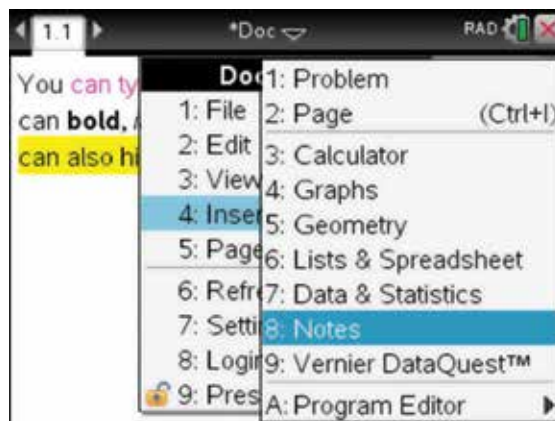 1.1 *Doc RAD
You can ty
can bold,
can also hi
Doc
1: File
2: Edit
3: View
4: Inser
5: Page
6: Refr
7: Setti
8: Login
9: Pres
1: Problem
2: Page (Ctrl+I)
3: Calculator
4: Graphs
5: Geometry
6: Lists & Spreadsheet
7: Data & Statistics
8: Notes
9: Vernier DataQuest™
A: Program Editor